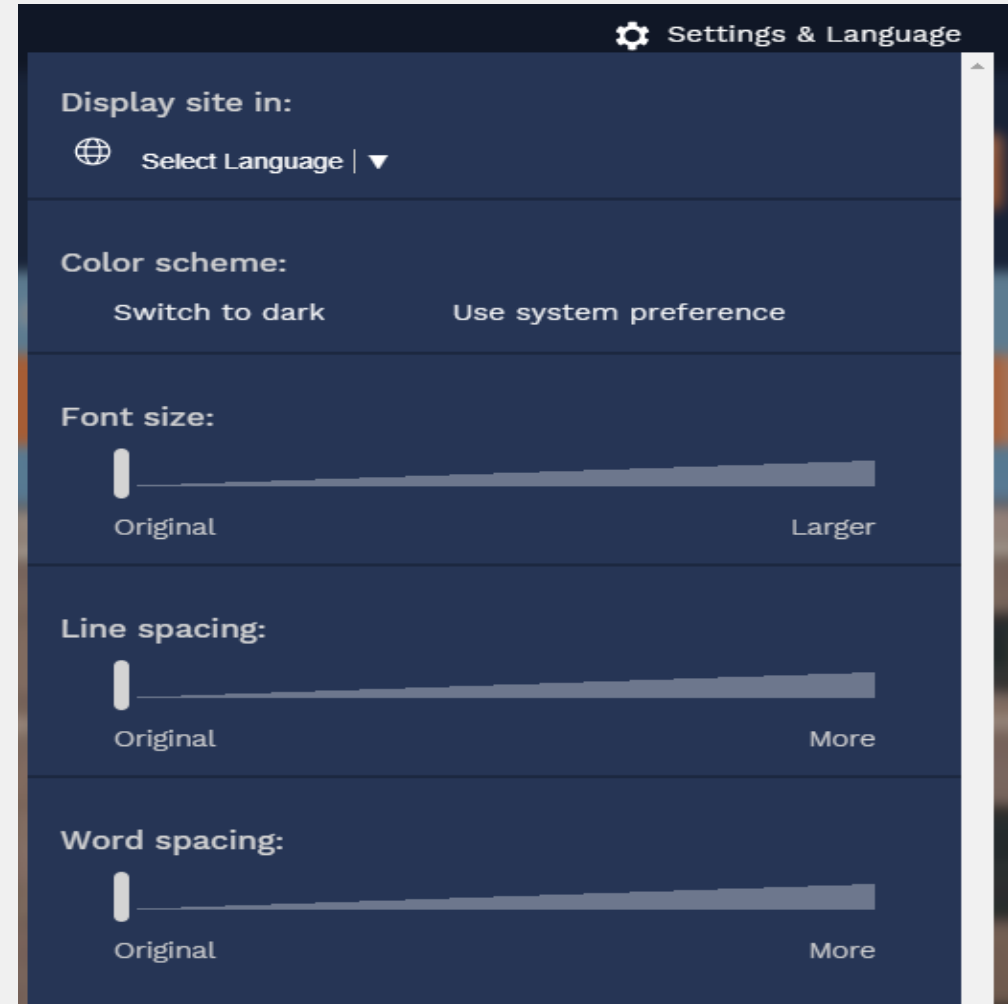 Settings & Language
Display site in:
Select Language
Color scheme:
Switch to dark Use system preference
Font size:
Original Larger
Line spacing:
Original More
Word spacing:
Original More